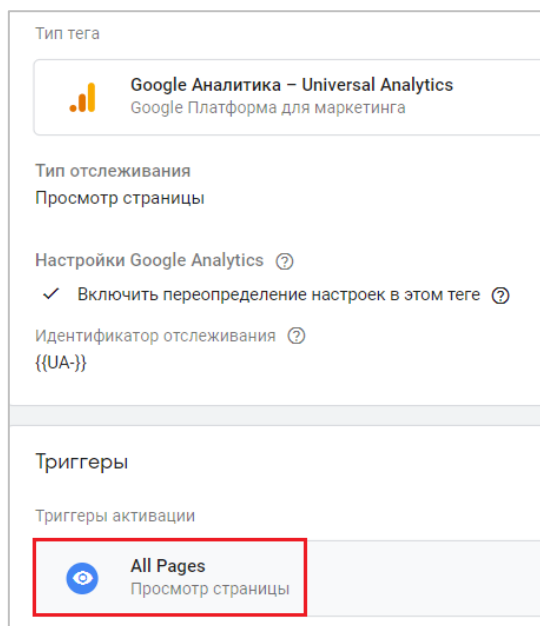 Тип тега
Google Аналитика – Universal Analytics
Google Платформа для маркетинга
Тип отслеживания
Просмотр страницы
Настройки Google Analytics
Включить переопределение настроек в этом теге
Идентификатор отслеживания
{{UA-}}
Триггеры
Триггеры активации
All Pages
Просмотр страницы